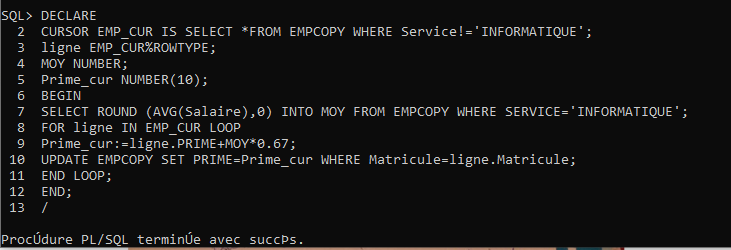 SQL> DECLARE
2 CURSOR EMP_CUR IS SELECT *FROM EMPCOPY WHERE Service!='INFORMATIQUE';
3 ligne EMP_CUR%ROWTYPE;
4 MOY NUMBER;
5 Prime_cur NUMBER(10);
6 BEGIN
7 SELECT ROUND (AVG(Salaire),0) INTO MOY FROM EMPCOPY WHERE SERVICE='INFORMATIQUE';
8 FOR ligne IN EMP_CUR LOOP
9 Prime_cur:=ligne.PRIME+MOY*0.67;
10 UPDATE EMPCOPY SET PRIME=Prime_cur WHERE Matricule=ligne.Matricule;
11 END LOOP;
12 END;
13 /
ProcÚdure PL/SQL terminÚe avec succÞs.